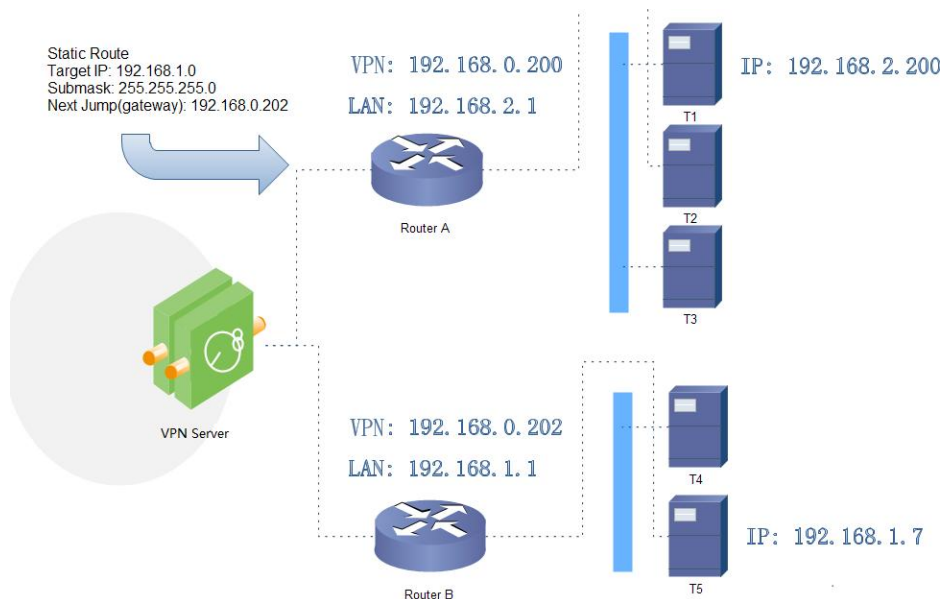 Static Route
Target IP: 192.168.1.0
Submask: 255.255.255.0
Next Jump(gateway): 192.168.0.202
VPN: 192.168.0.200
LAN: 192.168.2.1
Router A
IP: 192.168.2.200
T1
T2
T3
VPN Server
VPN: 192.168.0.202
LAN: 192.168.1.1
Router B
T4
IP: 192.168.1.7
T5